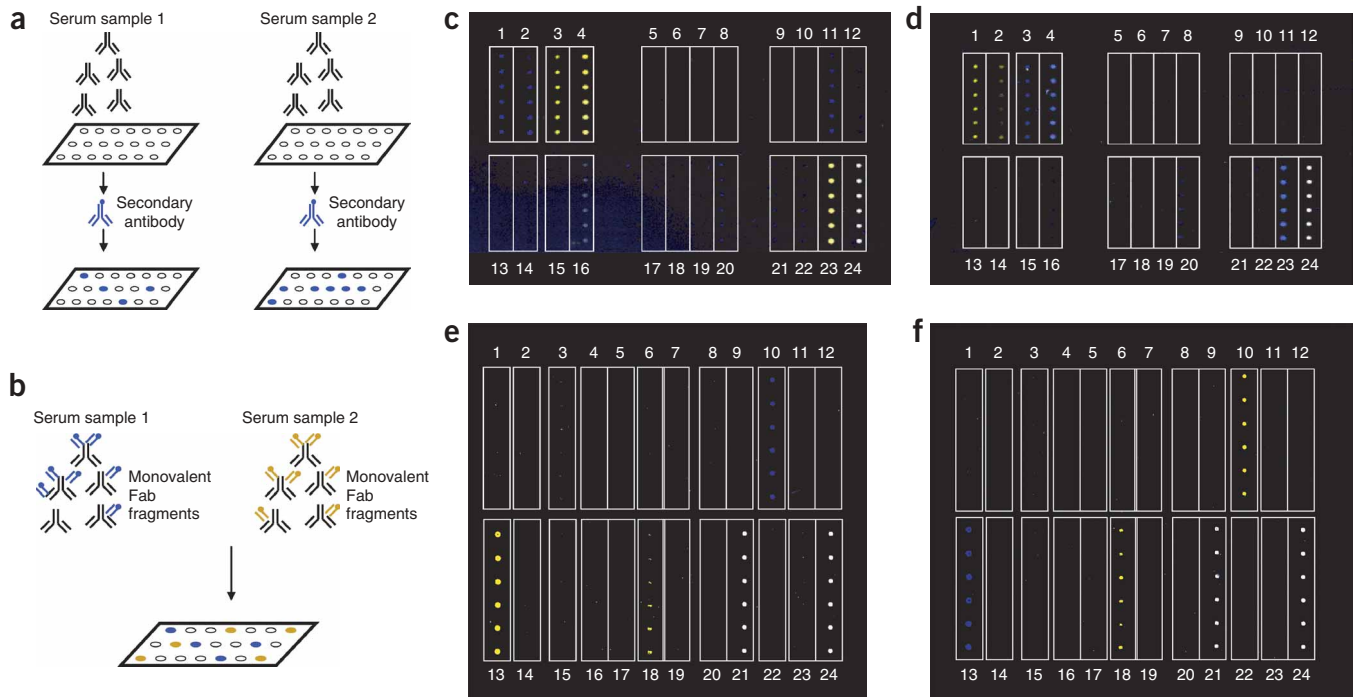 a
Serum sample 1
Serum sample 2
Secondary
antibody
Secondary
antibody
b
Serum sample 1
Serum sample 2
Monovalent
Fab
fragments
Monovalent
Fab
fragments
c
1 2 3 4 5 6 7 8 9 10 11 12
13 14 15 16 17 18 19 20 21 22 23 24
d
1 2 3 4 5 6 7 8 9 10 11 12
13 14 15 16 17 18 19 20 21 22 23 24
e
1 2 3 4 5 6 7 8 9 10 11 12
13 14 15 16 17 18 19 20 21 22 23 24
f
1 2 3 4 5 6 7 8 9 10 11 12
13 14 15 16 17 18 19 20 21 22 23 24